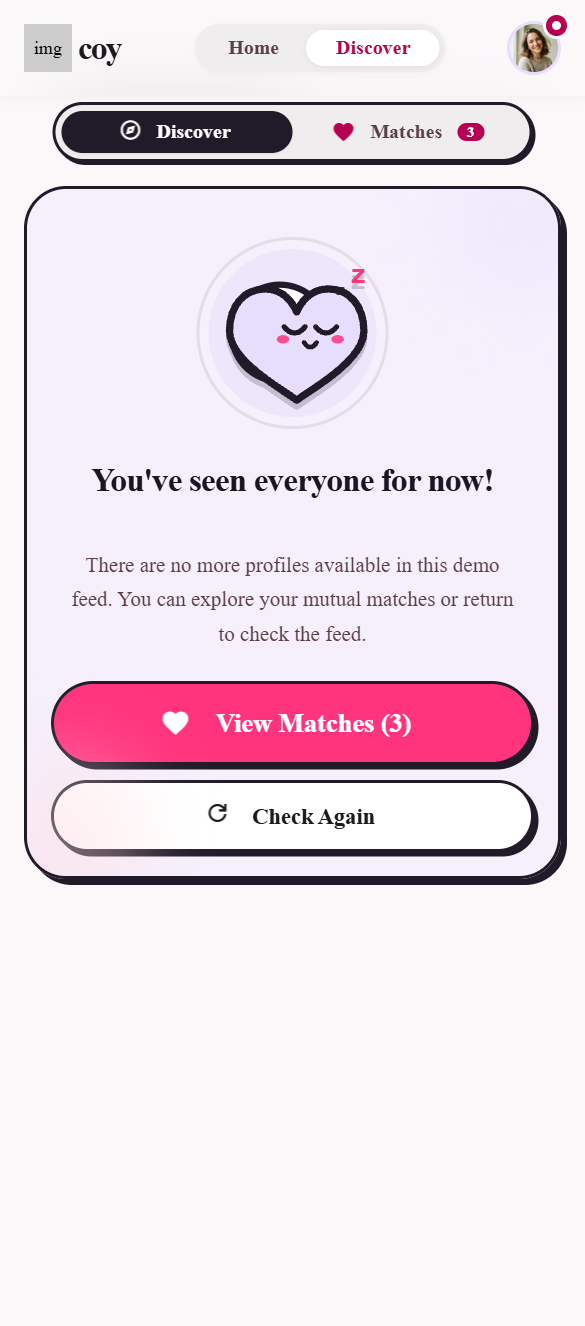 img coy Home Discover
Discover Matches 3
z
You've seen everyone for now!
There are no more profiles available in this demo
feed. You can explore your mutual matches or return
to check the feed.
View Matches (3)
Check Again